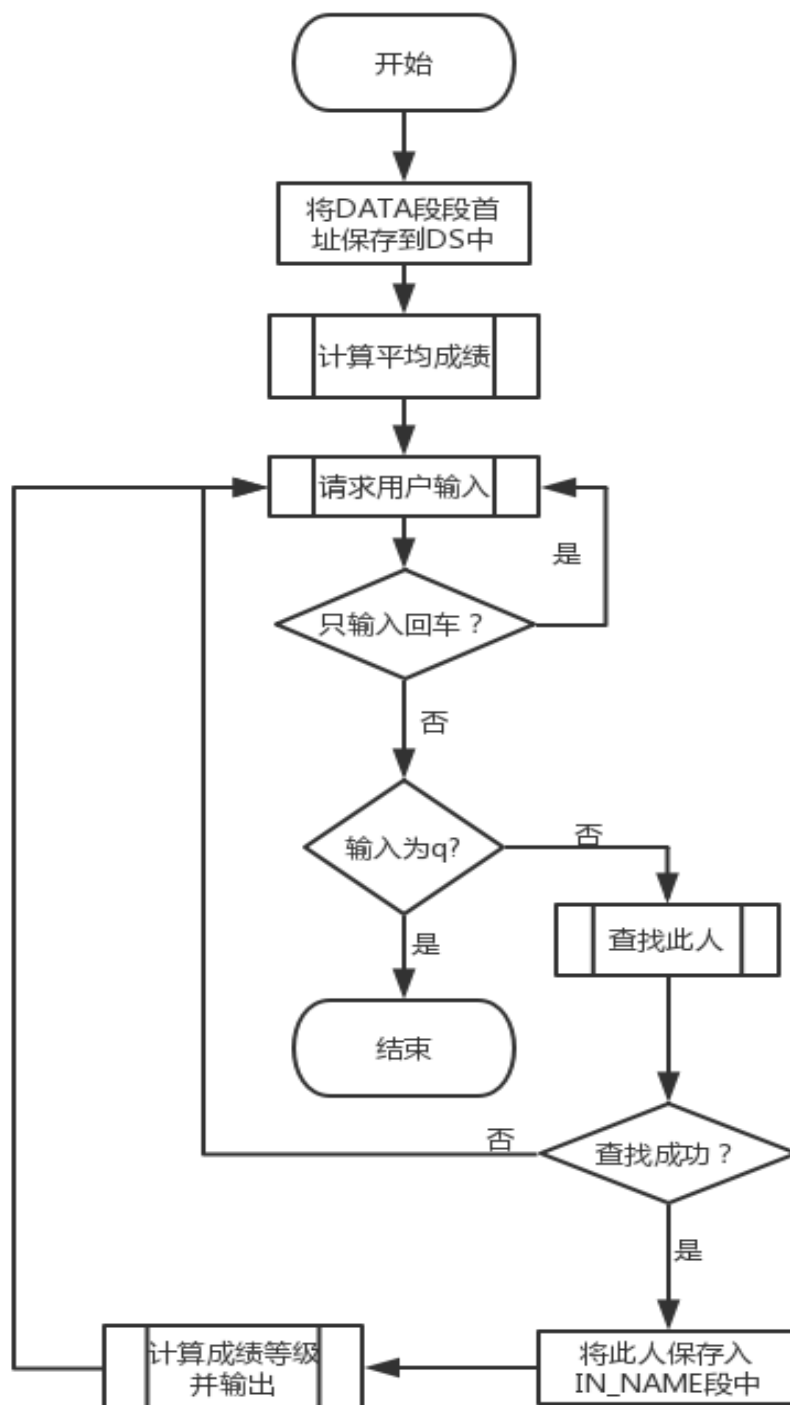 开始
将DATA段段首
址保存到DS中
计算平均成绩
请求用户输入
是
只输入回车？
否
输入为q?
否
是
查找此人
结束
否
查找成功？
是
计算成绩等级
并输出
将此人保存入
IN_NAME段中